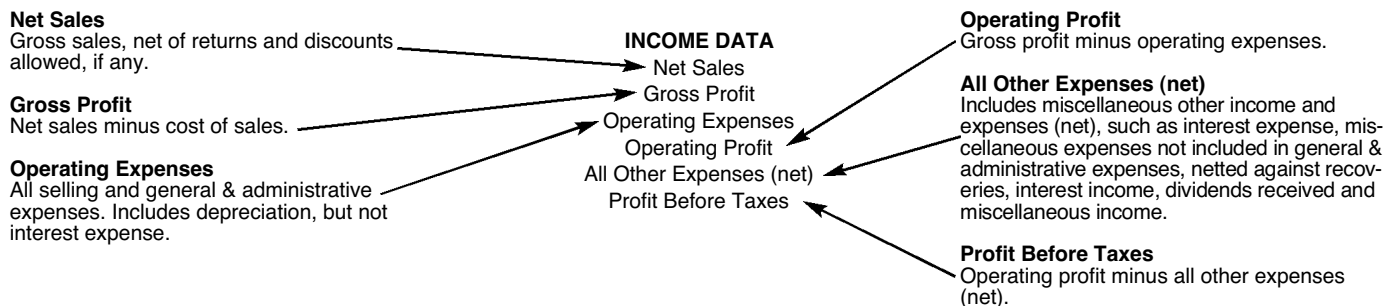 Net Sales
Gross sales, net of returns and discounts
allowed, if any.
Gross Profit
Net sales minus cost of sales.
Operating Expenses
All selling and general & administrative
expenses. Includes depreciation, but not
interest expense.
INCOME DATA
Net Sales
Gross Profit
Operating Expenses
Operating Profit
All Other Expenses (net)
Profit Before Taxes
Operating Profit
Gross profit minus operating expenses.
All Other Expenses (net)
Includes miscellaneous other income and
expenses (net), such as interest expense, mis-
cellaneous expenses not included in general &
administrative expenses, netted against recov-
eries, interest income, dividends received and
miscellaneous income.
Profit Before Taxes
Operating profit minus all other expenses
(net).